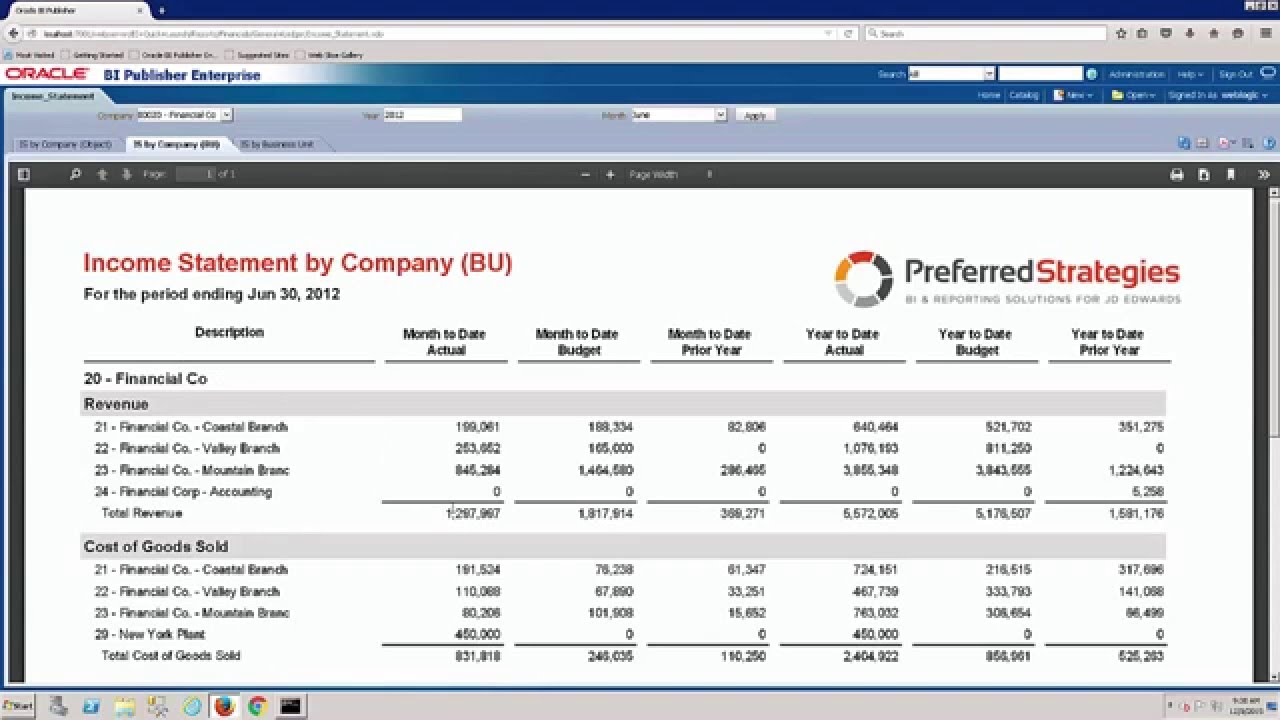 Oracle BI Publisher
Search
Most Visited Getting Started Oracle BI Publisher En... Suggested Sites Web Slice Gallery
ORACLE BI Publisher Enterprise Search All Administration Help Sign Out
Income_Statement Home Catalog New Open Signed In As weblogic
Company 00020 - Financial Co Year 2012 Month June Apply
IS by Company (Object) IS by Company (BU) IS by Business Unit
Page: 1 of 1 Page Width
Income Statement by Company (BU)
PreferredStrategies
For the period ending Jun 30, 2012
BI & REPORTING SOLUTIONS FOR JD EDWARDS
Description Month to Date Actual Month to Date Budget Month to Date Prior Year Year to Date Actual Year to Date Budget Year to Date Prior Year
20 - Financial Co
Revenue
21 - Financial Co. - Coastal Branch 199,061 188,334 82,806 640,464 521,702 351,275
22 - Financial Co. - Valley Branch 253,652 165,000 0 1,076,193 811,250 0
23 - Financial Co. - Mountain Branc 845,284 1,464,580 286,465 3,855,348 3,843,555 1,224,643
24 - Financial Corp - Accounting 0 0 0 0 0 5,258
Total Revenue 1,297,997 1,817,914 369,271 5,572,005 5,176,507 1,581,176
Cost of Goods Sold
21 - Financial Co. - Coastal Branch 191,524 76,238 61,347 724,151 216,515 317,696
22 - Financial Co. - Valley Branch 110,088 67,890 33,251 467,739 333,793 141,068
23 - Financial Co. - Mountain Branc 80,206 101,908 15,652 763,032 306,654 66,499
29 - New York Plant 450,000 0 0 450,000 0 0
Total Cost of Goods Sold 831,818 246,035 110,250 2,404,922 856,961 525,263
Start